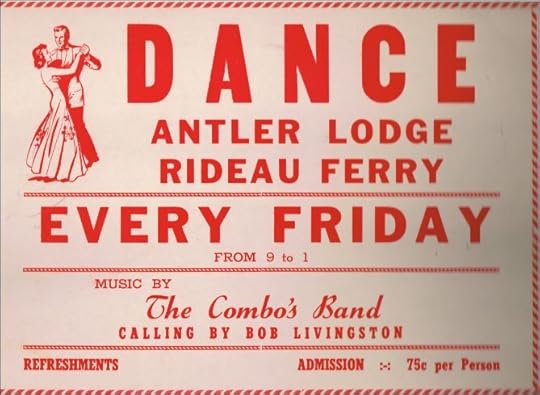 DANCE
ANTLER LODGE
RIDEAU FERRY
EVERY FRIDAY
FROM 9 to 1
MUSIC BY
The Combo's Band
CALLING BY BOB LIVINGSTON
REFRESHMENTS ADMISSION :-: 75c per Person